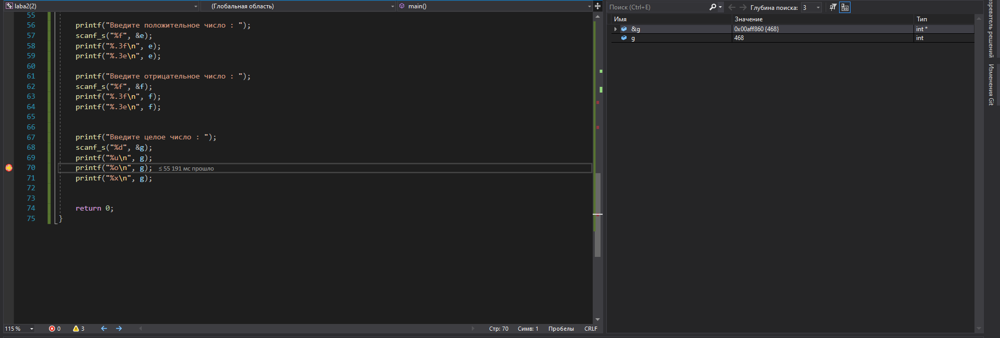 laba2(2) (Глобальная область) main()
55
56 printf("Введите положительное число : ");
57 scanf_s("%f", &e);
58 printf("%.3f\n", e);
59 printf("%.3e\n", e);
60
61 printf("Введите отрицательное число : ");
62 scanf_s("%f", &f);
63 printf("%.3f\n", f);
64 printf("%.3e\n", f);
65
66
67 printf("Введите целое число : ");
68 scanf_s("%d", &g);
69 printf("%u\n", g);
70 printf("%o\n", g); ≤ 55 191 мс прошло
71 printf("%x\n", g);
72
73
74 return 0;
75 }
115 % 0 3 Стр: 70 Симв: 1 Пробелы CRLF
Поиск (Ctrl+E) Глубина поиска: 3
Имя Значение Тип
&g 0x00aff860 {468} int *
g 468 int
решений
Изменения Git